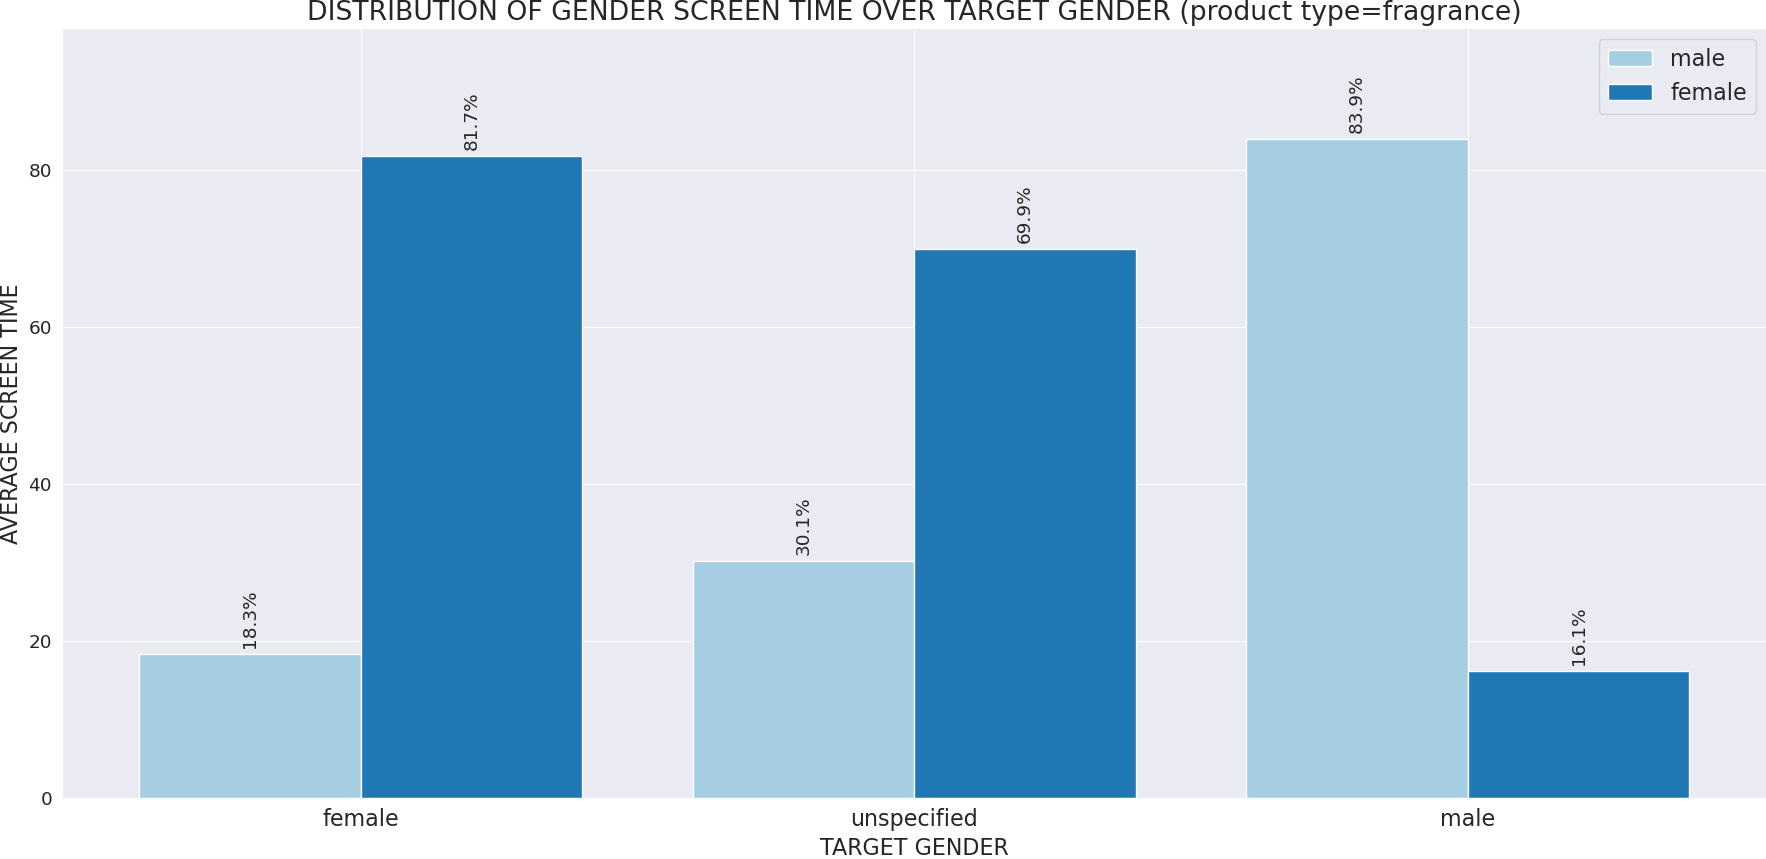 DISTRIBUTION OF GENDER SCREEN TIME OVER TARGET GENDER (product type=fragrance)
male
female
83.9%
81.7%
80
69.9%
60
AVERAGE SCREEN TIME
40
30.1%
18.3%
16.1%
20
0
female
unspecified
male
TARGET GENDER